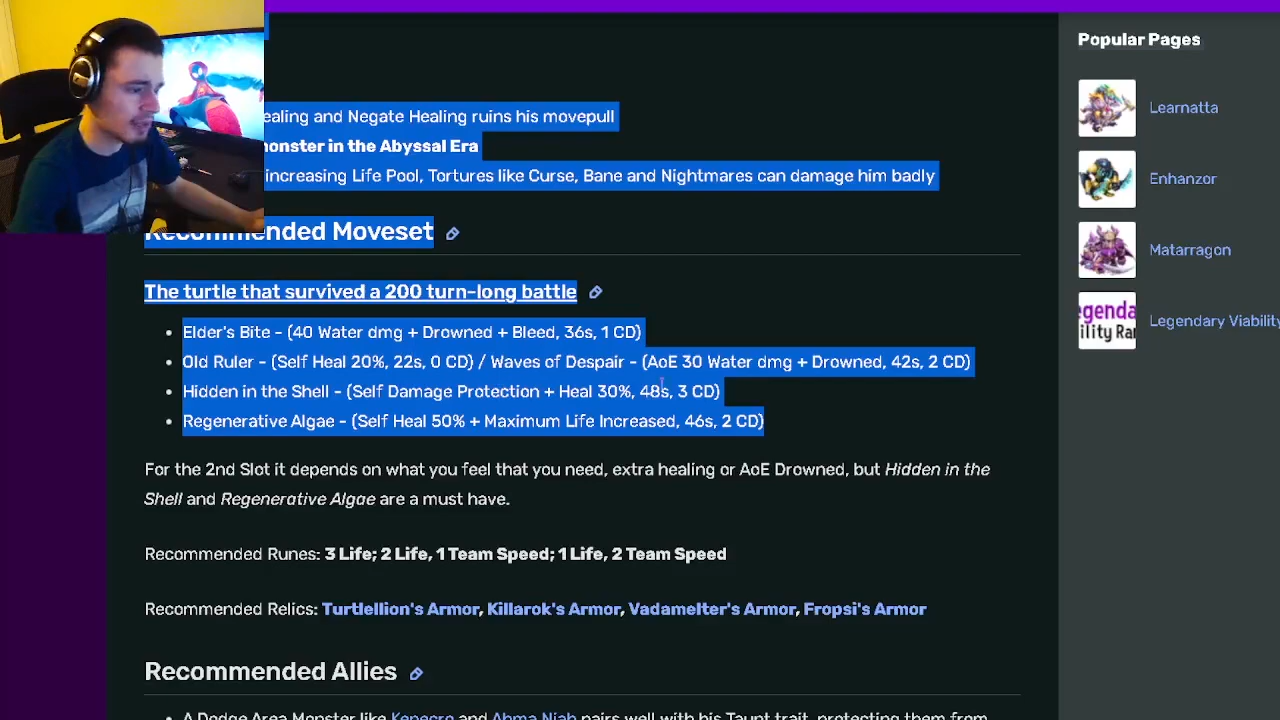 Popular Pages
ealing and Negate Healing ruins his movepull
onster in the Abyssal Era
increasing Life Pool, Tortures like Curse, Bane and Nightmares can damage him badly
Recommended Moveset
The turtle that survived a 200 turn-long battle
Elder's Bite - (40 Water dmg + Drowned + Bleed, 36s, 1 CD)
Old Ruler - (Self Heal 20%, 22s, 0 CD) / Waves of Despair - (AoE 30 Water dmg + Drowned, 42s, 2 CD)
Hidden in the Shell - (Self Damage Protection + Heal 30%, 48s, 3 CD)
Regenerative Algae - (Self Heal 50% + Maximum Life Increased, 46s, 2 CD)
For the 2nd Slot it depends on what you feel that you need, extra healing or AoE Drowned, but Hidden in the
Shell and Regenerative Algae are a must have.
Recommended Runes: 3 Life; 2 Life, 1 Team Speed; 1 Life, 2 Team Speed
Recommended Relics: Turtlellion's Armor, Killarok's Armor, Vadamelter's Armor, Fropsi's Armor
Recommended Allies
A Dodge Area Monster like Kenecro and Ahma Niah pairs well with his Taunt trait, protecting them from
Learnatta
Enhanzor
Matarragon
egenda
ility Ran
Legendary Viability